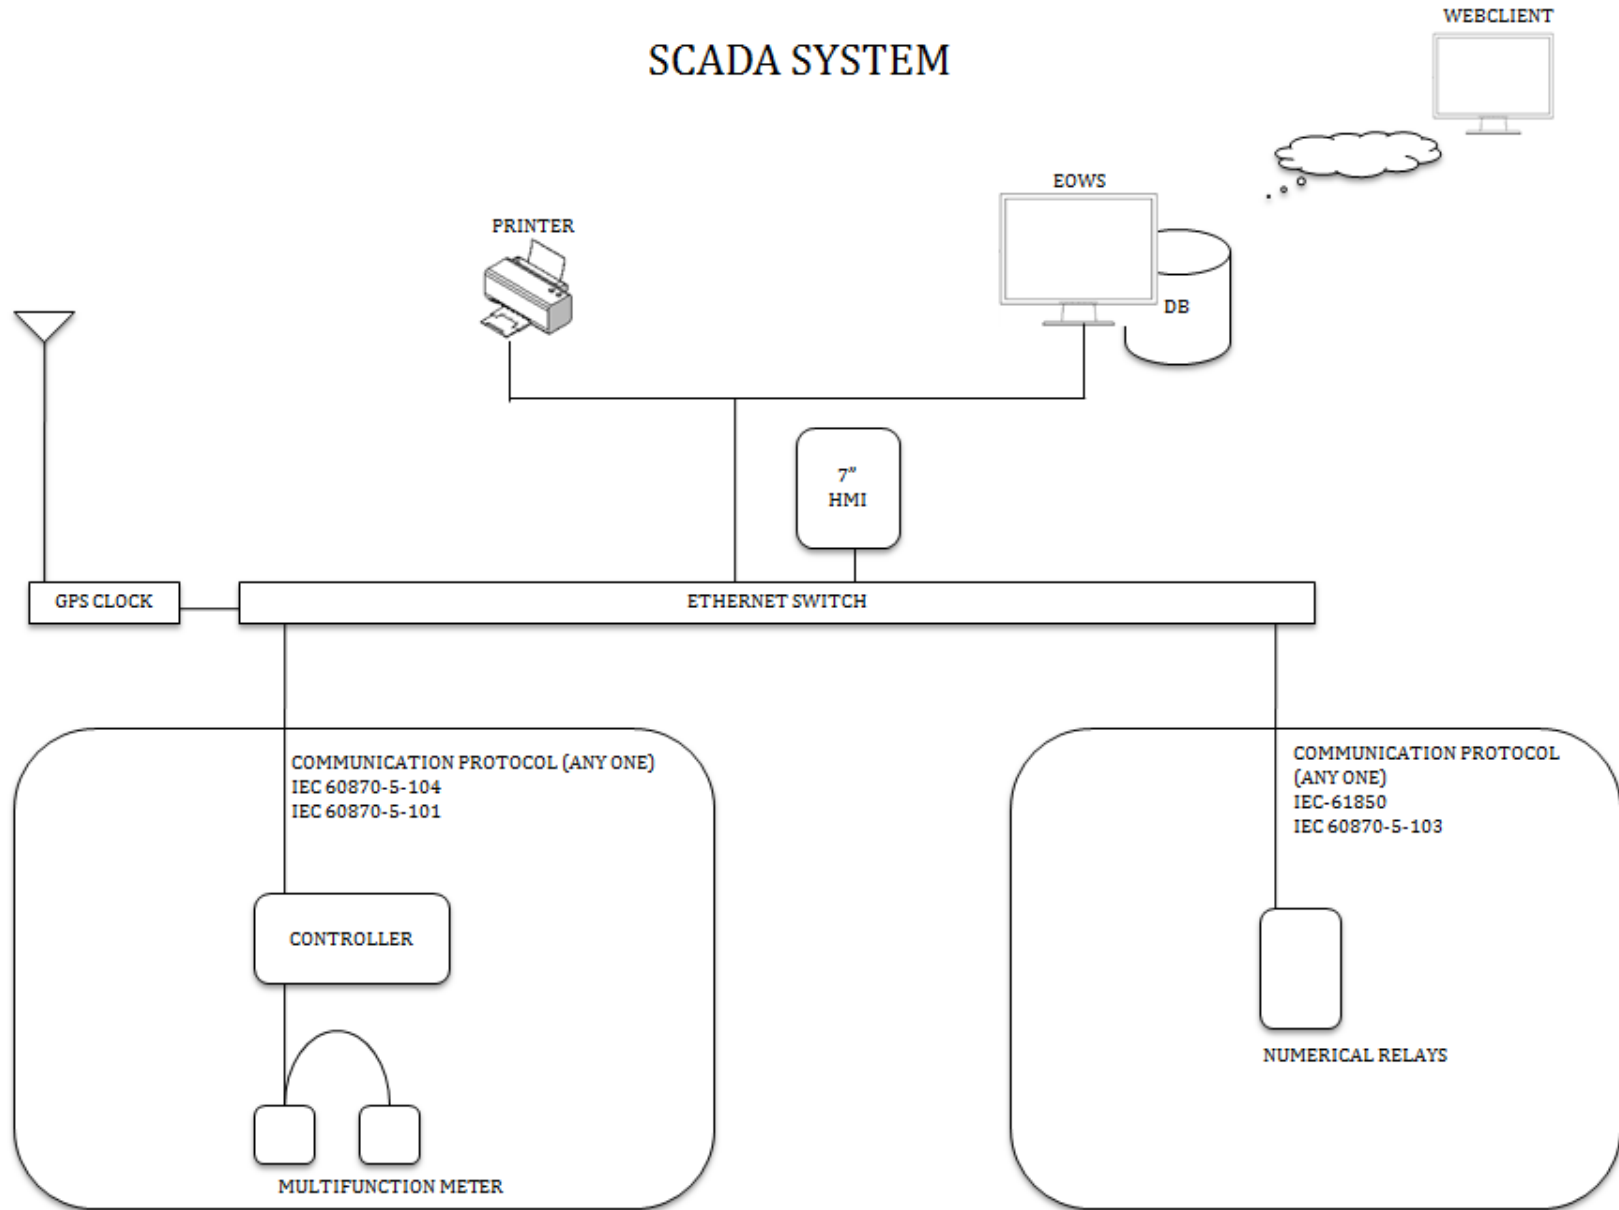 WEBCLIENT
SCADA SYSTEM
EOWS
PRINTER
DB
7”
HMI
GPS CLOCK
ETHERNET SWITCH
COMMUNICATION PROTOCOL (ANY ONE)
IEC 60870-5-104
IEC 60870-5-101
COMMUNICATION PROTOCOL
(ANY ONE)
IEC-61850
IEC 60870-5-103
CONTROLLER
NUMERICAL RELAYS
MULTIFUNCTION METER